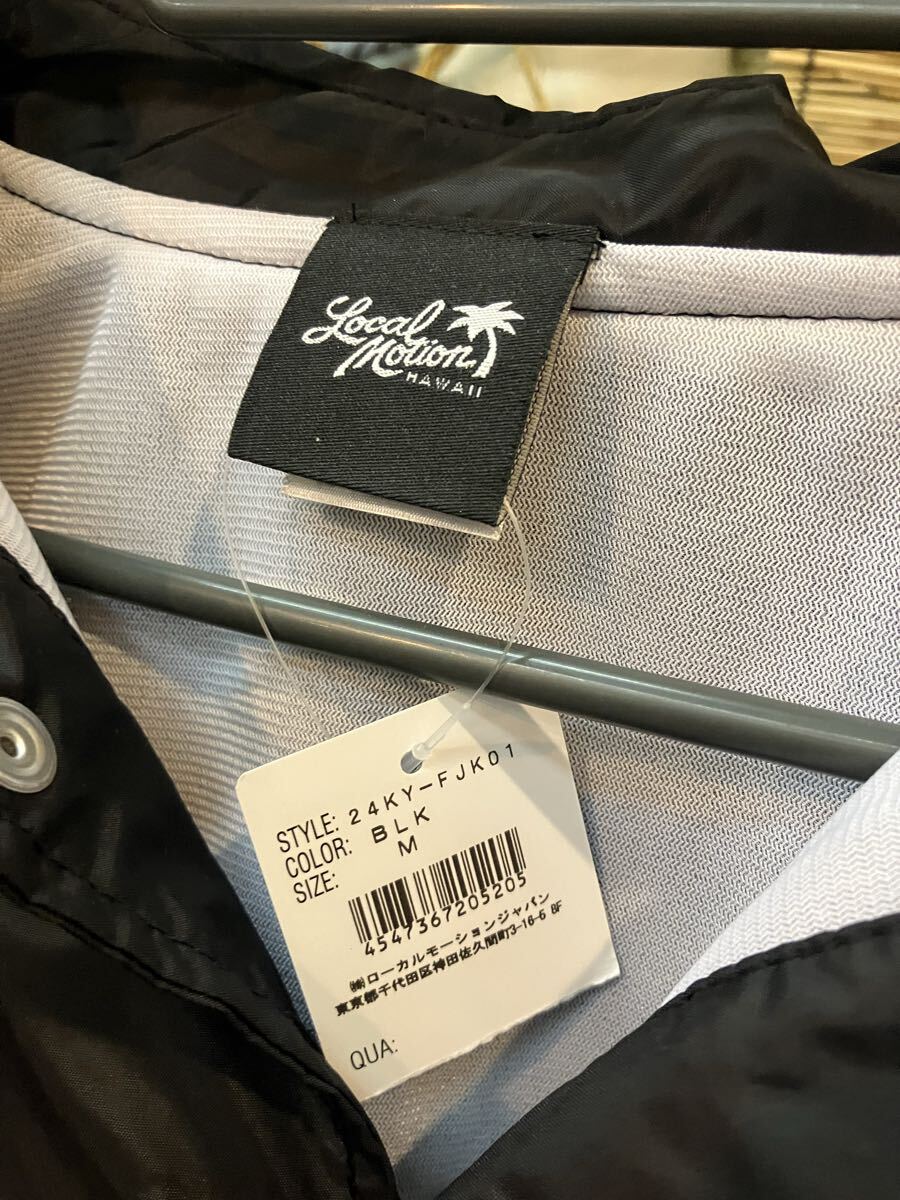 Local
Motion
HAWAII
STYLE: 24KY-FJK01
COLOR: BLK
SIZE: M
4547367205205
㈱ローカルモーションジャパン
東京都千代田区神田佐久間町3-16-6 8F
QUA: